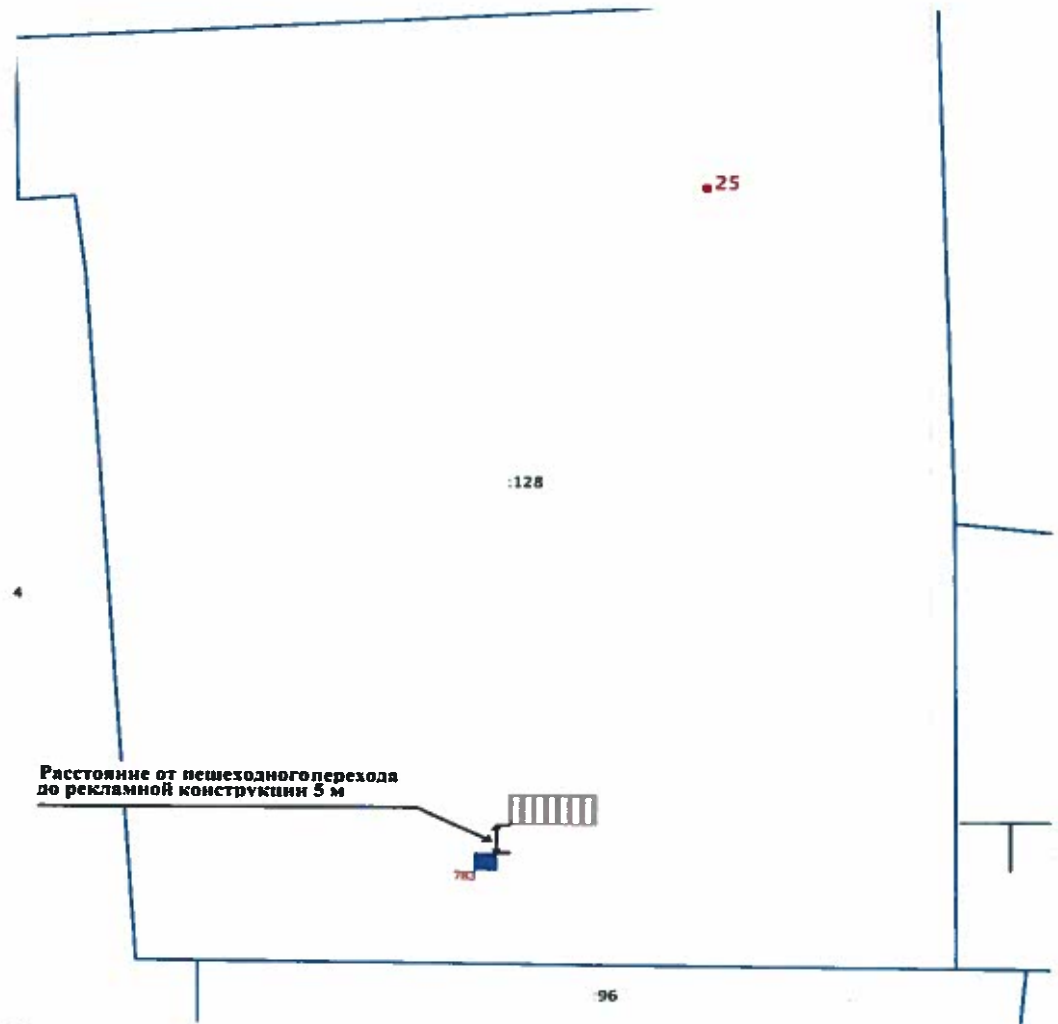 25
:128
4
Расстояние от пешеходного перехода
до рекламной конструкции 5 м
783
96